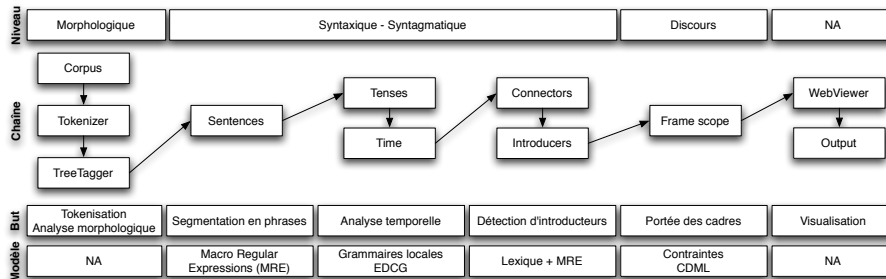 Niveau
Morphologique
Syntaxique - Syntagmatique
Discours
NA
Chaîne
Corpus
Tokenizer
TreeTagger
Sentences
Tenses
Time
Connectors
Introducers
Frame scope
WebViewer
Output
But
Tokenisation
Analyse morphologique
Segmentation en phrases
Analyse temporelle
Détection d'introducteurs
Portée des cadres
Visualisation
Modèle
NA
Macro Regular
Expressions (MRE)
Grammaires locales
EDCG
Lexique + MRE
Contraintes
CDML
NA